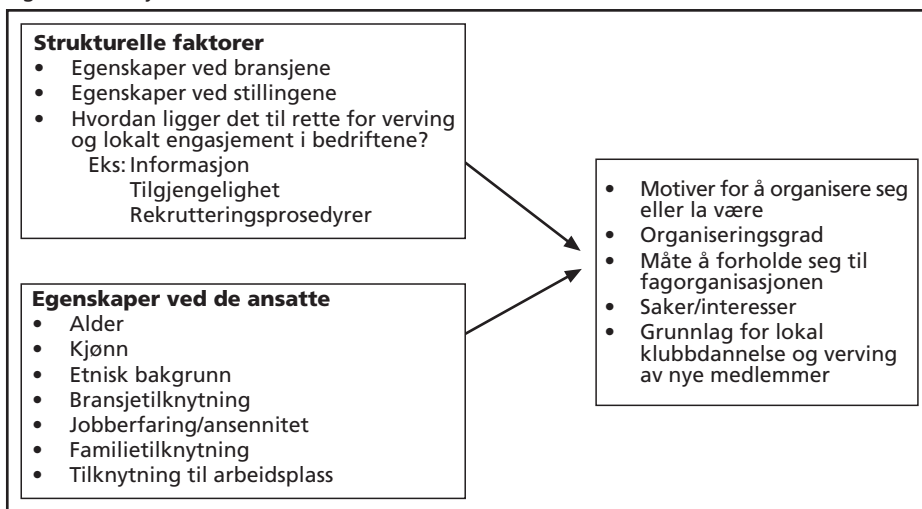 Strukturelle faktorer
• Egenskaper ved bransjene
• Egenskaper ved stillingene
• Hvordan ligger det til rette for verving
og lokalt engasjement i bedriftene?
Eks: Informasjon
Tilgjengelighet
Rekrutteringsprosedyrer
Egenskaper ved de ansatte
• Alder
• Kjønn
• Etnisk bakgrunn
• Bransjetilknytning
• Jobberfaring/ansennitet
• Familietilknytning
• Tilknytning til arbeidsplass
• Motiver for å organisere seg
eller la være
• Organiseringsgrad
• Måte å forholde seg til
fagorganisasjonen
• Saker/interesser
• Grunnlag for lokal
klubbdannelse og verving
av nye medlemmer